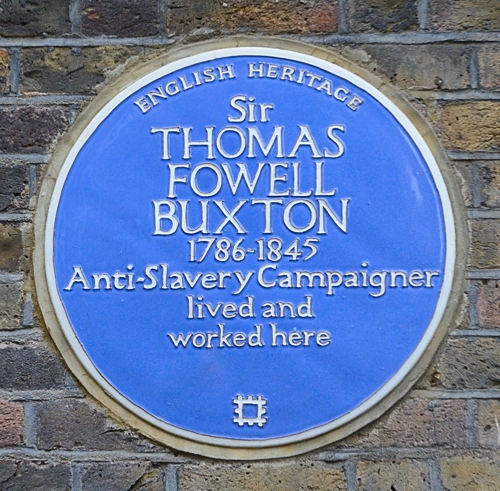 ENGLISH HERITAGE
Sir
THOMAS
FOWELL
BUXTON
1786-1845
Anti-Slavery Campaigner
lived and
worked here